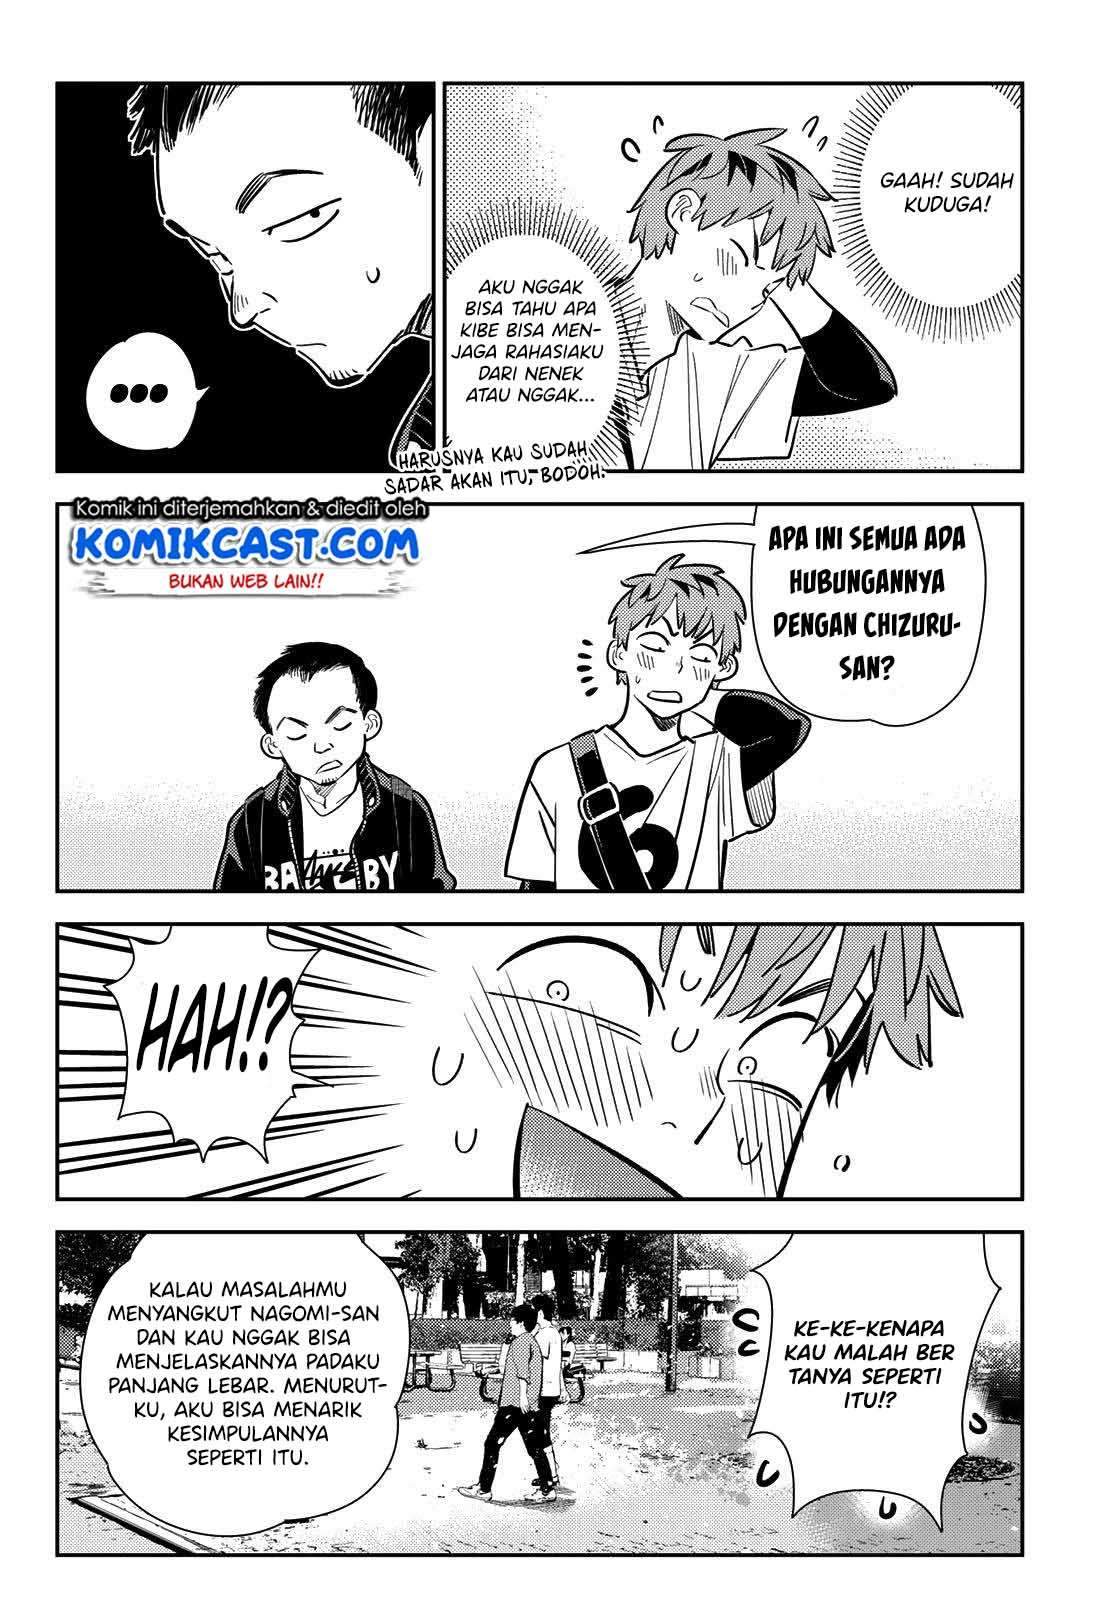 GAAH! SUDAH
KUDUGA!
AKU NGGAK
BISA TAHU APA
KIBE BISA MEN-
JAGA RAHASIAKU
DARI NENEK
ATAU NGGAK...
HARUSNYA KAU SUDAH
SADAR AKAN ITU, BODOH.
...
Komik ini diterjemahkan & diedit oleh
KOMIKCAST.COM
BUKAN WEB LAIN!!
APA INI SEMUA ADA
HUBUNGANNYA
DENGAN CHIZURU-
SAN?
BY
6
HAH!?
KE-KE-KENAPA
KAU MALAH BER
TANYA SEPERTI
ITU!?
KALAU MASALAHMU
MENYANGKUT NAGOMI-SAN
DAN KAU NGGAK BISA
MENJELASKANNYA PADAKU
PANJANG LEBAR. MENURUT-
KU, AKU BISA MENARIK
KESIMPULANNYA
SEPERTI ITU.